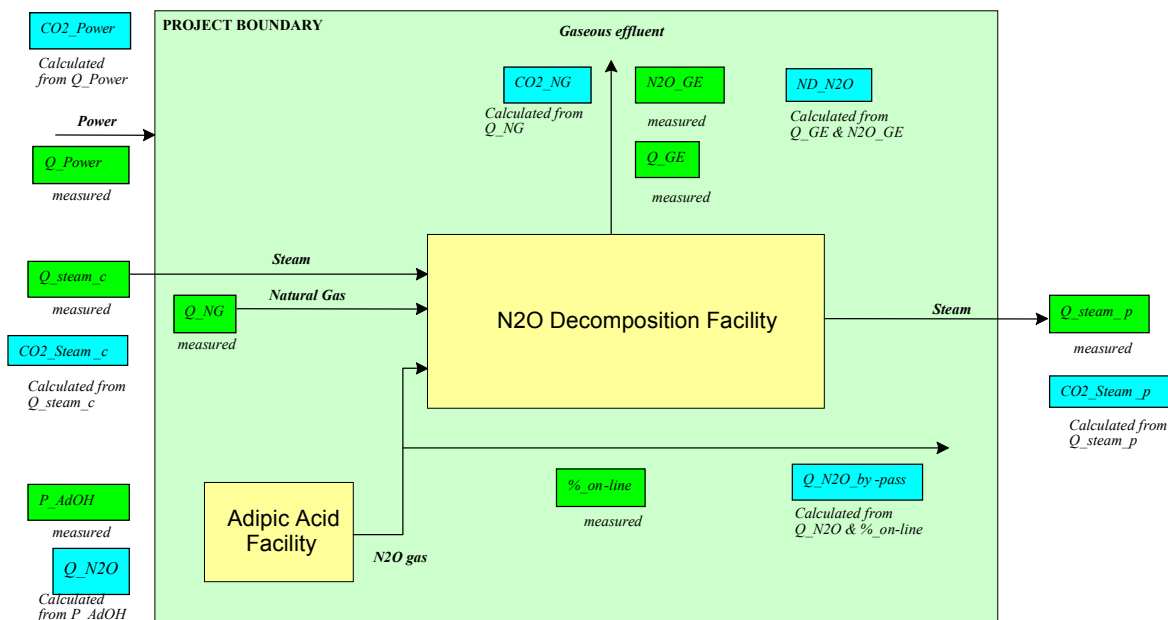 CO2_Power
Calculated
from Q_Power
PROJECT BOUNDARY
Gaseous effluent
CO2_NG
Calculated from
Q_NG
N2O_GE
measured
ND_N2O
Calculated from
Q_GE & N2O_GE
Power
Q_Power
measured
Q_GE
measured
Q_steam_c
measured
Steam
Q_NG
measured
Natural Gas
N2O Decomposition Facility
Steam
Q_steam_p
measured
CO2_Steam_c
Calculated from
Q_steam_c
CO2_Steam_p
Calculated from
Q_steam_p
P_AdOH
measured
Adipic Acid
Facility
N2O gas
%_on-line
measured
Q_N2O_by-pass
Calculated from
Q_N2O & %_on-line
Q_N2O
Calculated
from P_AdOH